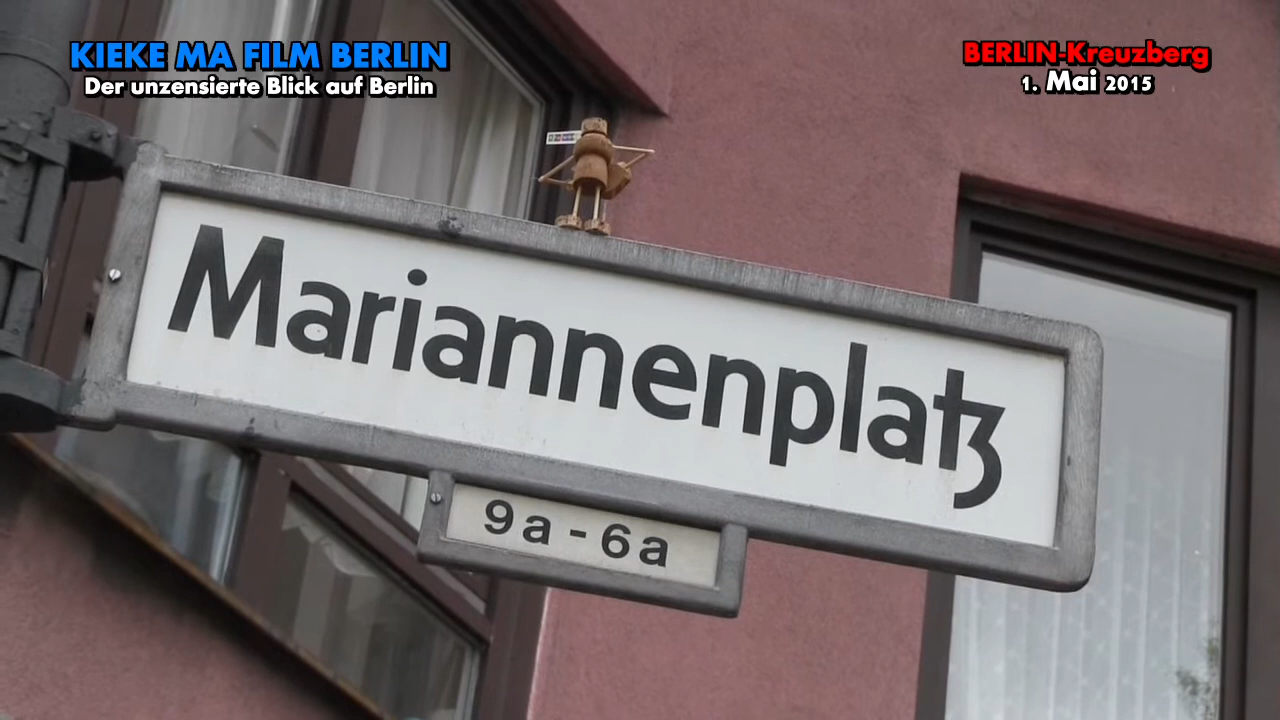 KIEKE MA FILM BERLIN
Der unzensierte Blick auf Berlin
BERLIN-Kreuzberg
1. Mai 2015
Mariannenplatz
9a - 6a